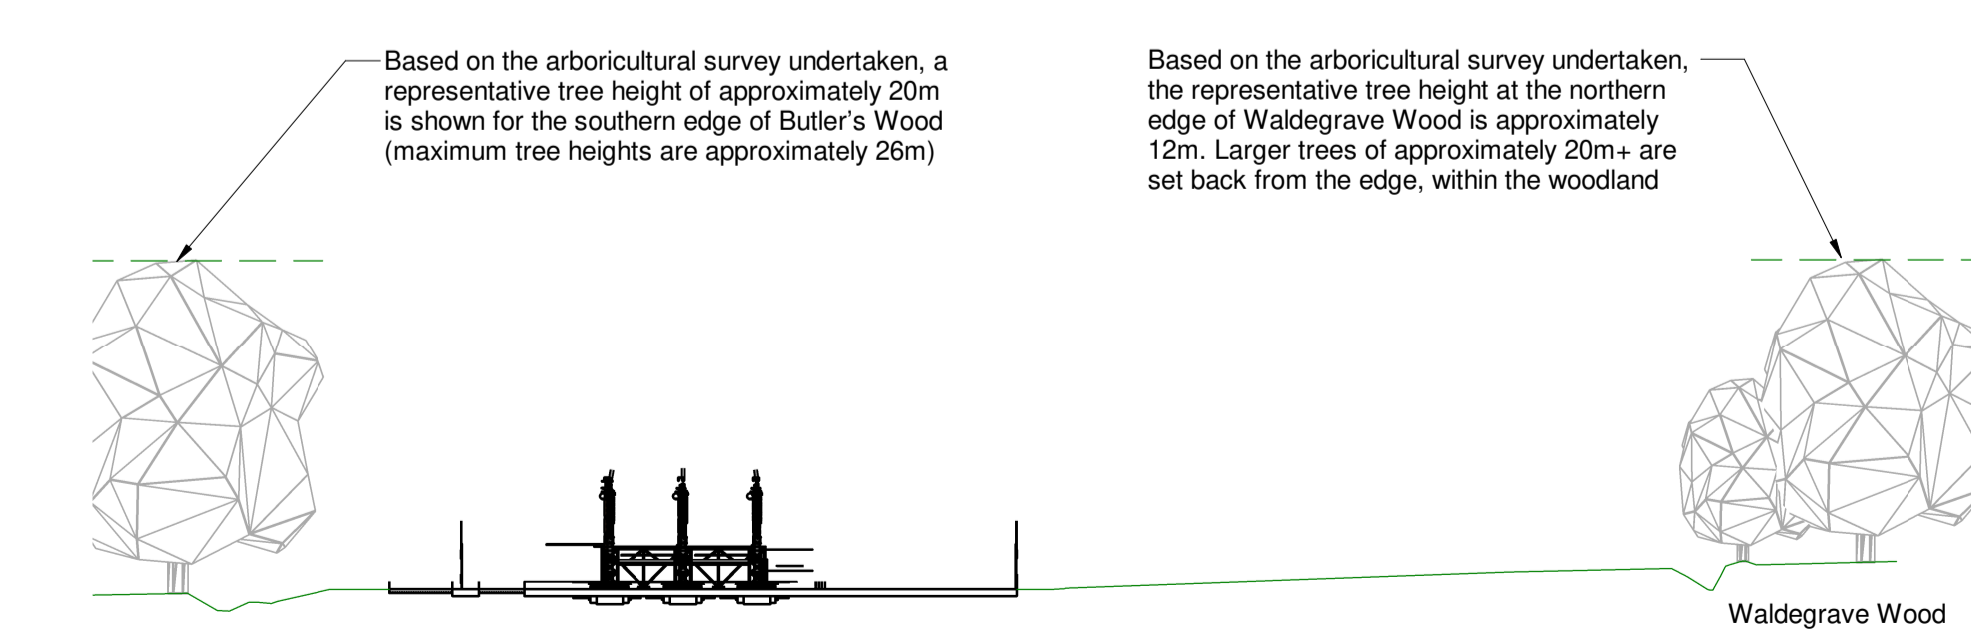 Based on the arboricultural survey undertaken, a
representative tree height of approximately 20m
is shown for the southern edge of Butler’s Wood
(maximum tree heights are approximately 26m)
Based on the arboricultural survey undertaken,
the representative tree height at the northern
edge of Waldegrave Wood is approximately
12m. Larger trees of approximately 20m+ are
set back from the edge, within the woodland
Waldegrave Wood